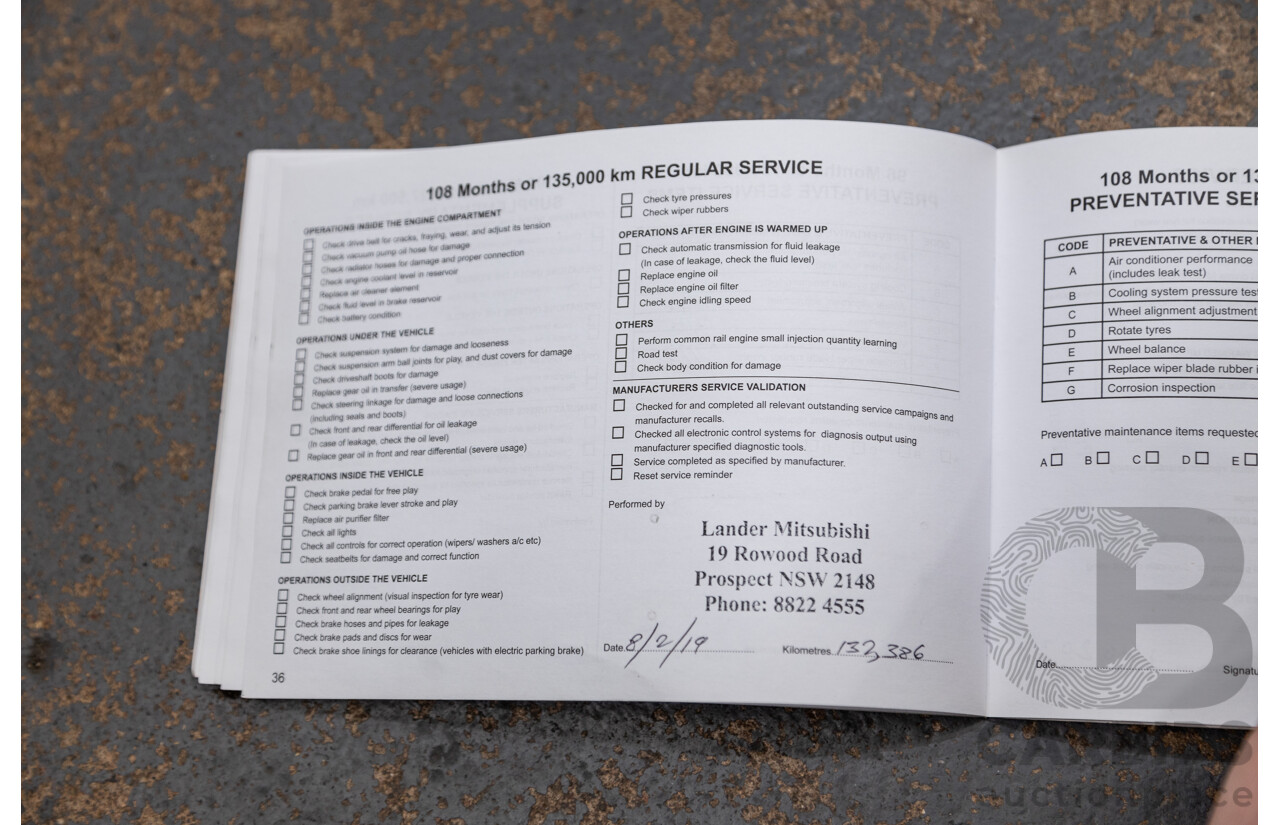 108 Months or 135,000 km REGULAR SERVICE
OPERATIONS INSIDE THE ENGINE COMPARTMENT
Check drive belt for cracks, fraying, wear, and adjust its tension
Check vacuum pump oil hose for damage
Check radiator hoses for damage and proper connection
Check engine coolant level in reservoir
Replace air cleaner element
Check fluid level in brake reservoir
Check battery condition
OPERATIONS UNDER THE VEHICLE
Check suspension system for damage and looseness
Check suspension arm ball joints for play, and dust covers for damage
Check driveshaft boots for damage
Replace gear oil in transfer (severe usage)
Check steering linkage for damage and loose connections
(including seals and boots)
Check front and rear differential for oil leakage
(In case of leakage, check the oil level)
Replace gear oil in front and rear differential (severe usage)
OPERATIONS INSIDE THE VEHICLE
Check brake pedal for free play
Check parking brake lever stroke and play
Replace air purifier filter
Check all lights
Check all controls for correct operation (wipers/ washers a/c etc)
Check seatbelts for damage and correct function
OPERATIONS OUTSIDE THE VEHICLE
Check wheel alignment (visual inspection for tyre wear)
Check front and rear wheel bearings for play
Check brake hoses and pipes for leakage
Check brake pads and discs for wear
Check brake shoe linings for clearance (vehicles with electric parking brake)
36
Check tyre pressures
Check wiper rubbers
OPERATIONS AFTER ENGINE IS WARMED UP
Check automatic transmission for fluid leakage
(In case of leakage, check the fluid level)
Replace engine oil
Replace engine oil filter
Check engine idling speed
OTHERS
Perform common rail engine small injection quantity learning
Road test
Check body condition for damage
MANUFACTURERS SERVICE VALIDATION
Checked for and completed all relevant outstanding service campaigns and
manufacturer recalls.
Checked all electronic control systems for diagnosis output using
manufacturer specified diagnostic tools.
Service completed as specified by manufacturer.
Reset service reminder
Performed by
Lander Mitsubishi
19 Rowood Road
Prospect NSW 2148
Phone: 8822 4555
Date 8/2/19 Kilometres 132,386
108 Months or 13
PREVENTATIVE SER
CODE PREVENTATIVE & OTHER
A Air conditioner performance
(includes leak test)
B Cooling system pressure test
C Wheel alignment adjustment
D Rotate tyres
E Wheel balance
F Replace wiper blade rubber
G Corrosion inspection
Preventative maintenance items requested
A B C D E
Date Signatu
CB
auctionplace